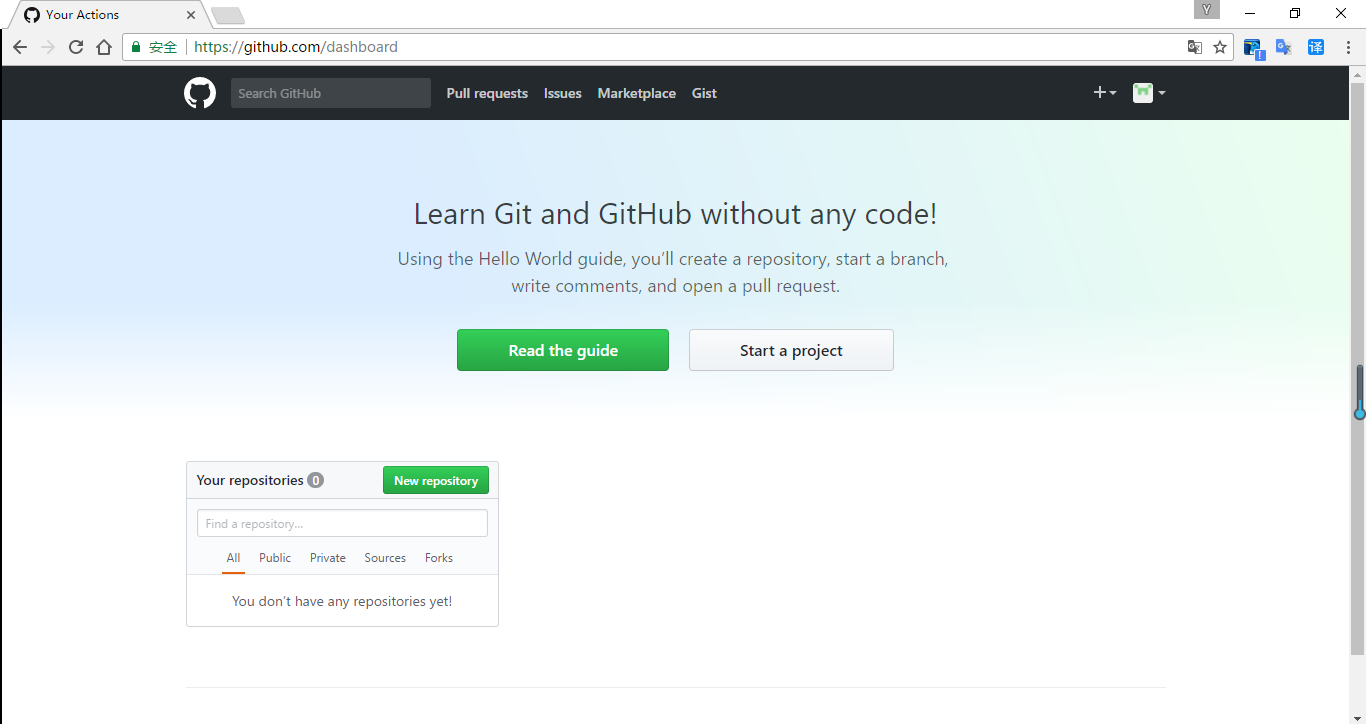 Your Actions
Y
安全
https://github.com/dashboard
译
Search GitHub
Pull requests
Issues
Marketplace
Gist
Learn Git and GitHub without any code!
Using the Hello World guide, you’ll create a repository, start a branch,
write comments, and open a pull request.
Read the guide
Start a project
Your repositories 0
New repository
Find a repository…
All
Public
Private
Sources
Forks
You don’t have any repositories yet!